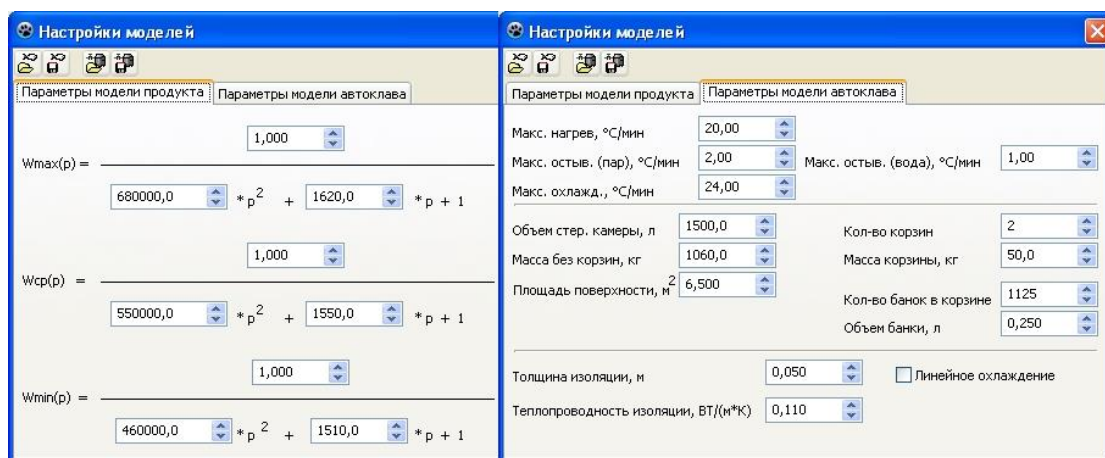 Настройки моделей
Параметры модели продукта Параметры модели автоклава
1,000
Wmax(p) =
680000,0 * p 2 + 1620,0 * p + 1
1,000
Wcp(p) =
550000,0 * p 2 + 1550,0 * p + 1
1,000
Wmin(p) =
460000,0 * p 2 + 1510,0 * p + 1
Настройки моделей
Параметры модели продукта Параметры модели автоклава
Макс. нагрев, °С/мин 20,00
Макс. остыв. (пар), °С/мин 2,00 Макс. остыв. (вода), °С/мин 1,00
Макс. охлажд., °С/мин 24,00
Объем стер. камеры, л 1500,0 Кол-во корзин 2
Масса без корзин, кг 1060,0 Масса корзины, кг 50,0
Площадь поверхности, м 2 6,500 Кол-во банок в корзине 1125
Объем банки, л 0,250
Толщина изоляции, м 0,050 Линейное охлаждение
Теплопроводность изоляции, ВТ/(м*К) 0,110